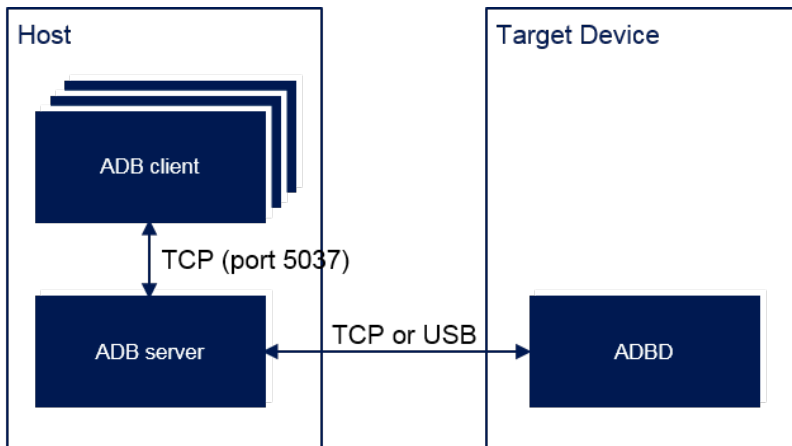 Host
Target Device
ADB client
TCP (port 5037)
ADB server
TCP or USB
ADBD